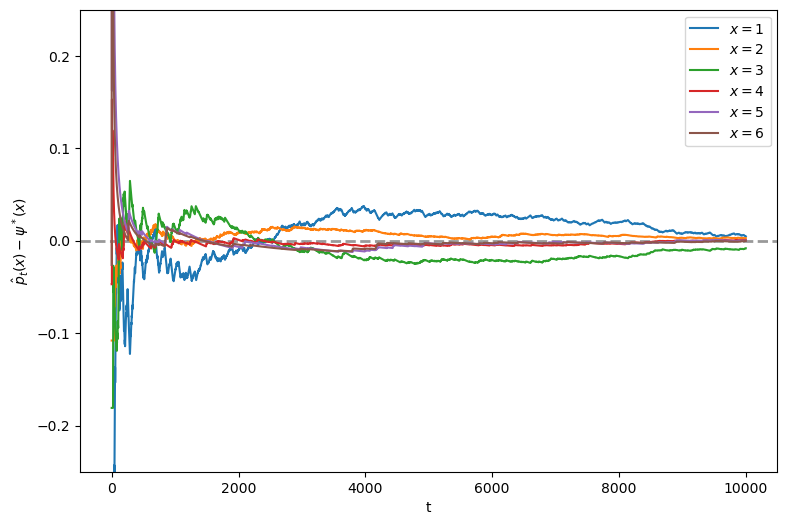 0.2
0.1
0.0
−0.1
−0.2
p̂ₜ(x) − ψ*(x)
0
2000
4000
6000
8000
10000
t
x = 1
x = 2
x = 3
x = 4
x = 5
x = 6